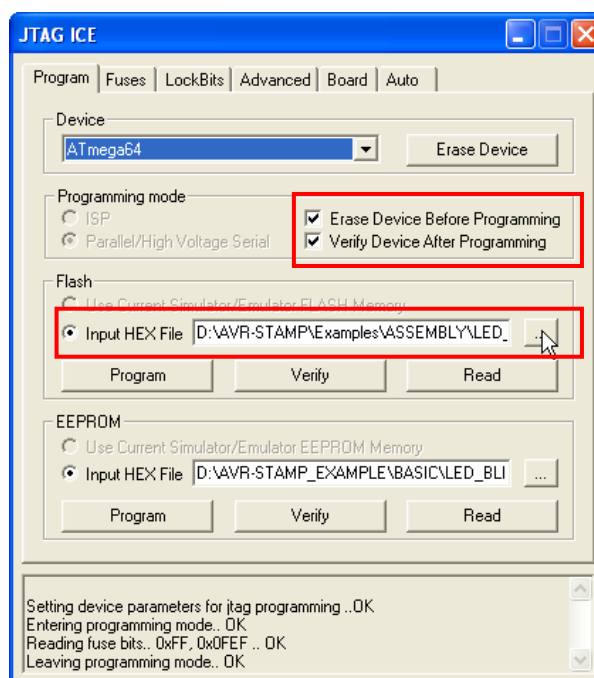 JTAG ICE
Program Fuses LockBits Advanced Board Auto
Device
ATmega64 Erase Device
Programming mode
ISP Erase Device Before Programming
Parallel/High Voltage Serial Verify Device After Programming
Flash
Use Current Simulator/Emulator FLASH Memory
Input HEX File D:\AVR-STAMP\Examples\ASSEMBLY\LED_ ...
Program Verify Read
EEPROM
Use Current Simulator/Emulator EEPROM Memory
Input HEX File D:\AVR-STAMP_EXAMPLE\BASIC\LED_BLI ...
Program Verify Read
Setting device parameters for jtag programming ..OK
Entering programming mode.. OK
Reading fuse bits.. 0xFF, 0x0FEF .. OK
Leaving programming mode.. OK